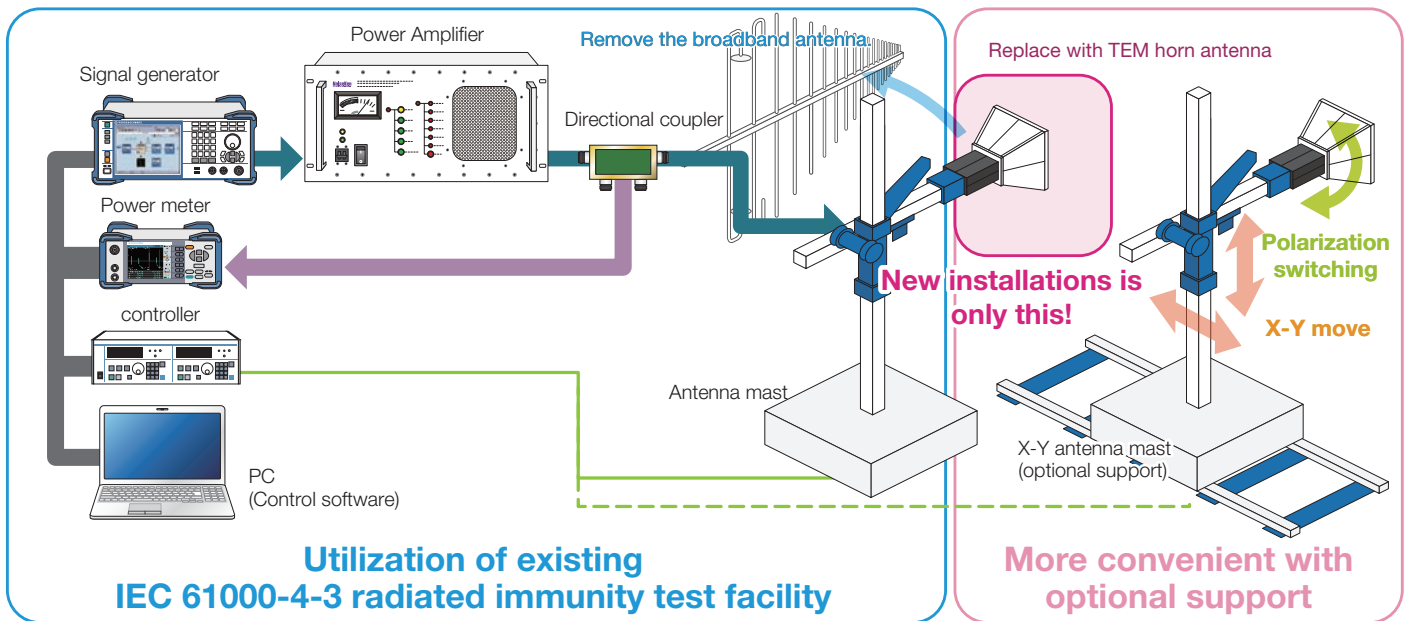 Power Amplifier
Remove the broadband antenna.
Replace with TEM horn antenna
Signal generator
Directional coupler
Power meter
Polarization
switching
New installations is
only this!
controller
X-Y move
Antenna mast
X-Y antenna mast
(optional support)
PC
(Control software)
Utilization of existing
IEC 61000-4-3 radiated immunity test facility
More convenient with
optional support